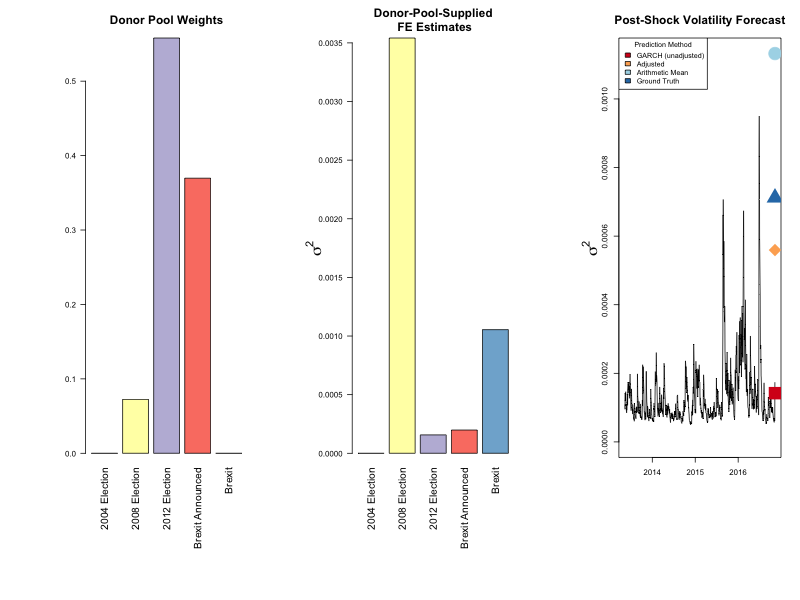 Donor Pool Weights
0.5
0.4
0.3
0.2
0.1
0.0
2004 Election
2008 Election
2012 Election
Brexit Announced
Brexit
Donor-Pool-Supplied
FE Estimates
σ²
0.0035
0.0030
0.0025
0.0020
0.0015
0.0010
0.0005
0.0000
2004 Election
2008 Election
2012 Election
Brexit Announced
Brexit
Post-Shock Volatility Forecast
Prediction Method
GARCH (unadjusted)
Adjusted
Arithmetic Mean
Ground Truth
σ²
0.0010
0.0008
0.0006
0.0004
0.0002
0.0000
2014
2015
2016